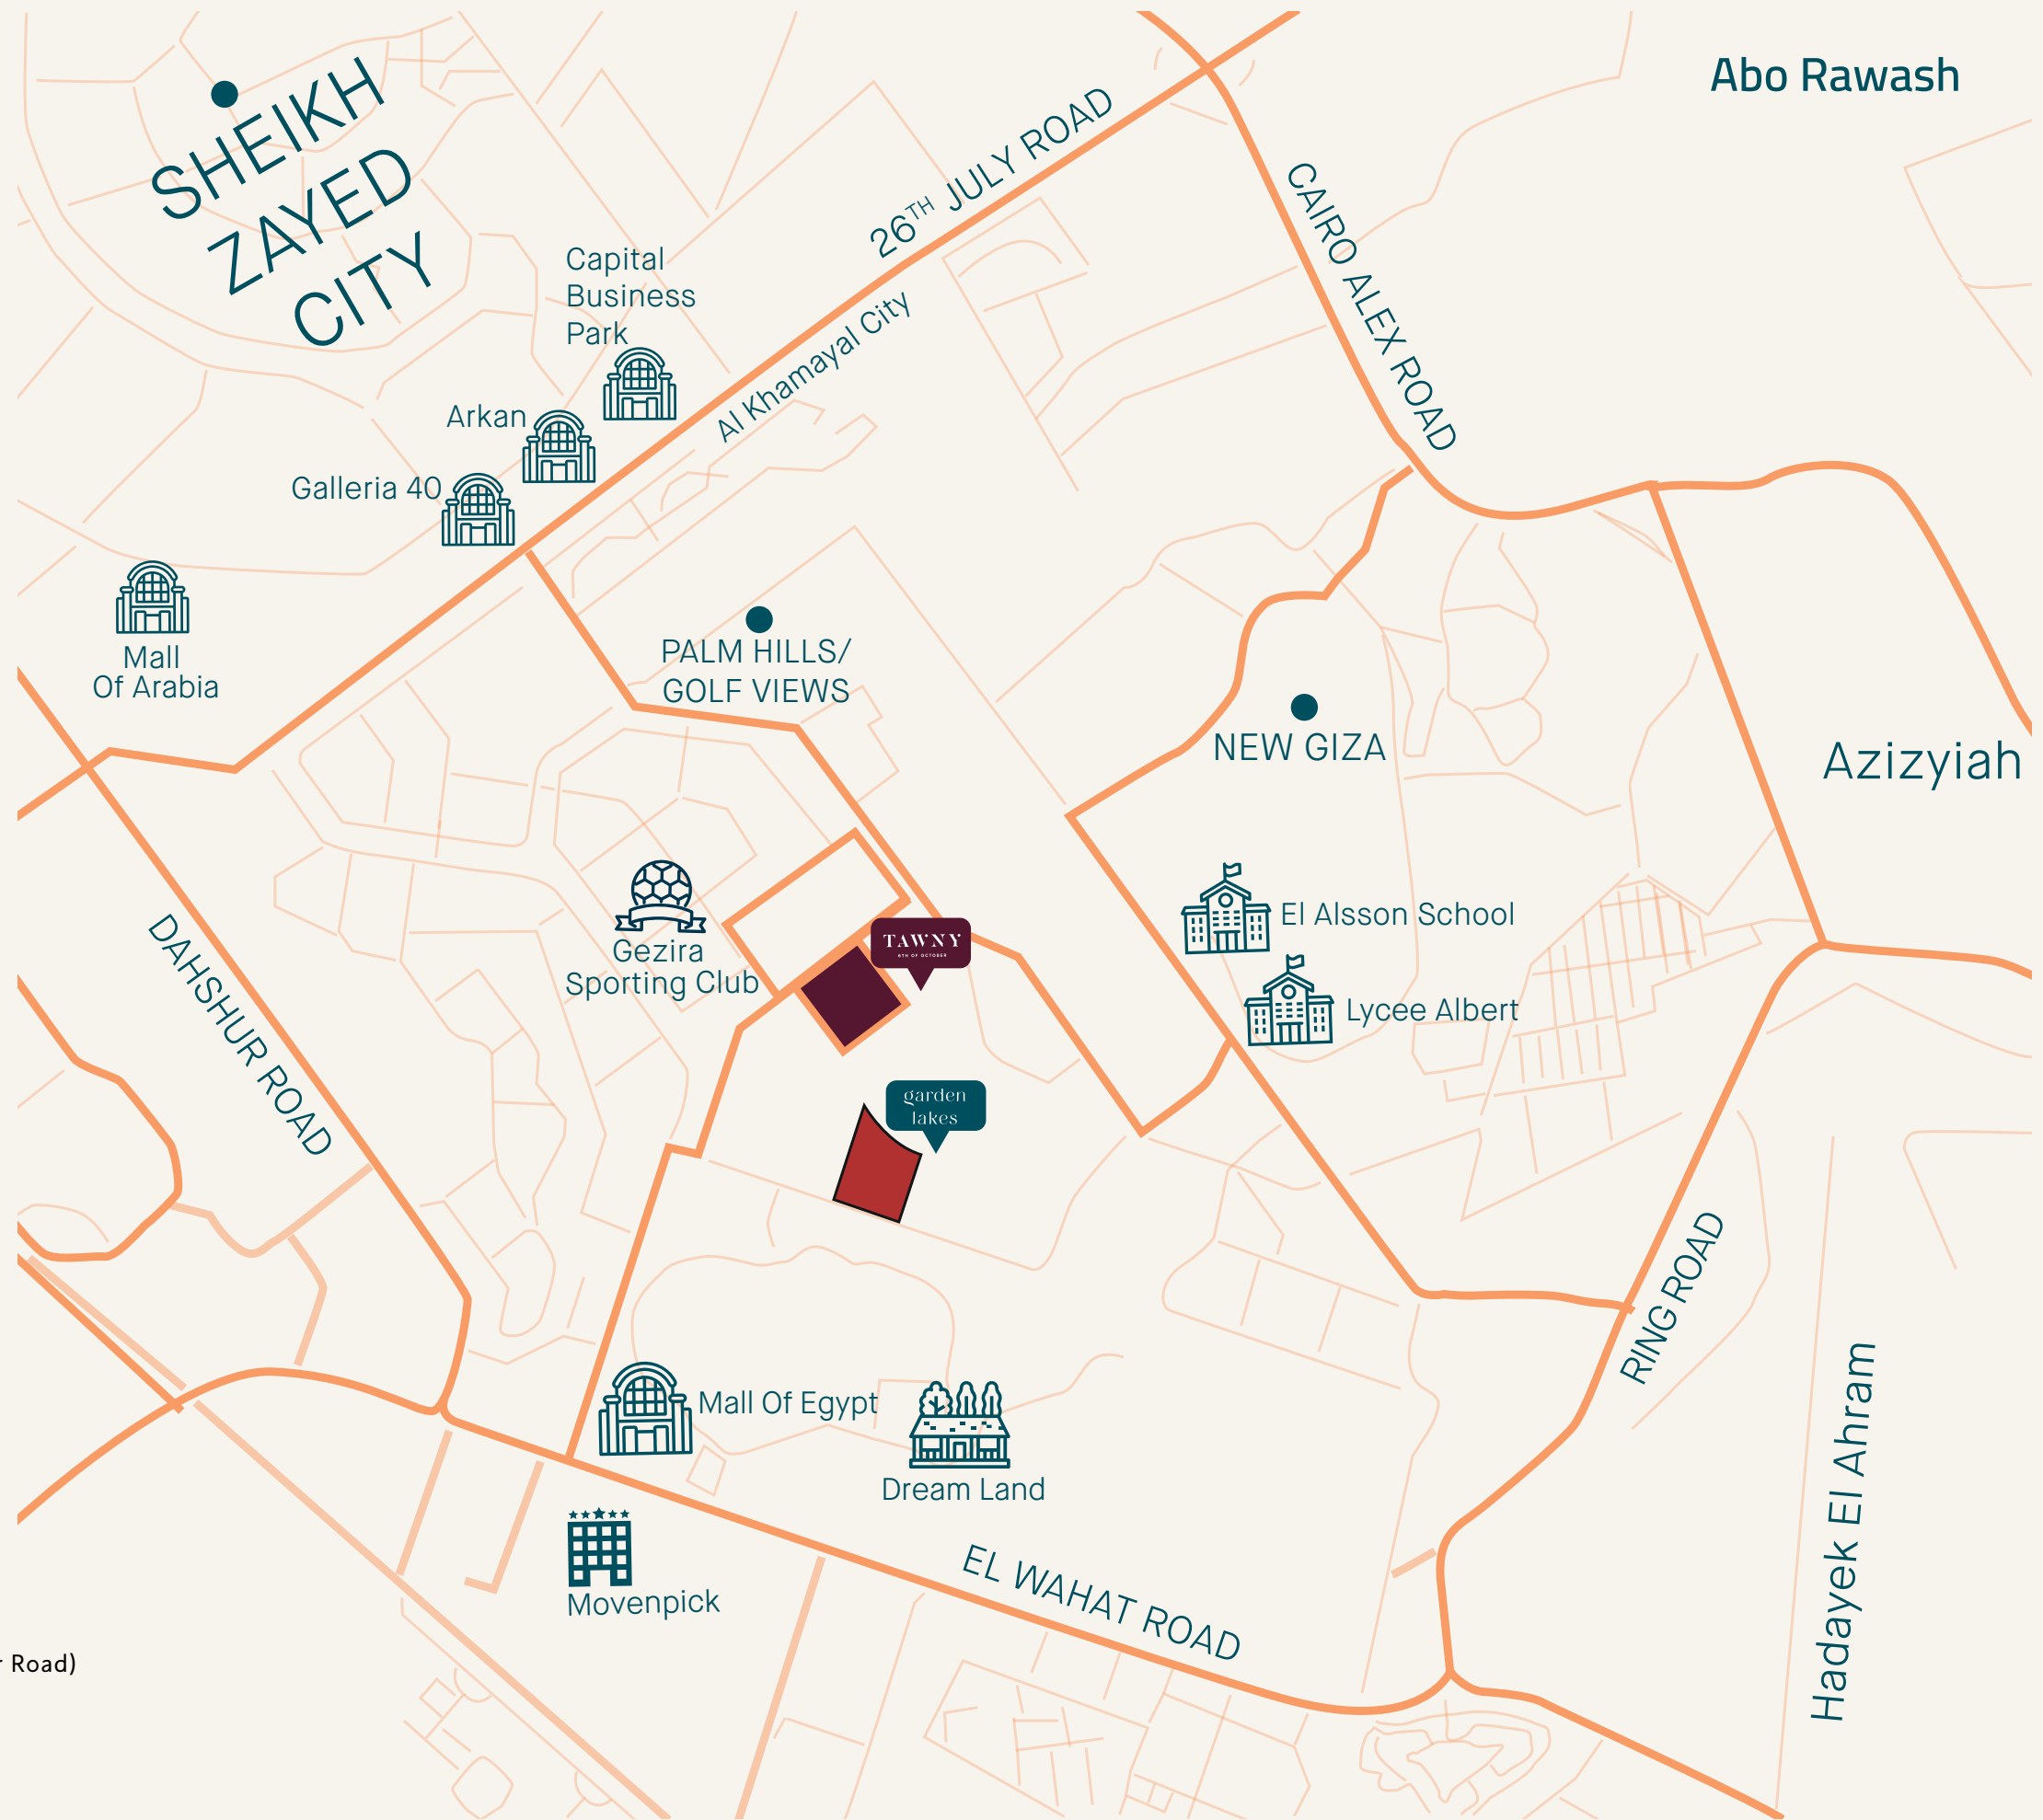 Abo Rawash
SHEIKH
ZAYED
CITY
26TH JULY ROAD
CAIRO ALEX ROAD
Capital
Business
Park
Al Khamayal City
Arkan
Galleria 40
Mall
Of Arabia
PALM HILLS/
GOLF VIEWS
NEW GIZA
Azizyiah
El Alsson School
Gezira
Sporting Club
TAWNY
6TH OF OCTOBER
Lycee Albert
DAHSHUR ROAD
garden
lakes
RING ROAD
Mall Of Egypt
Dream Land
Hadayek El Ahram
EL WAHAT ROAD
Movenpick
r Road)